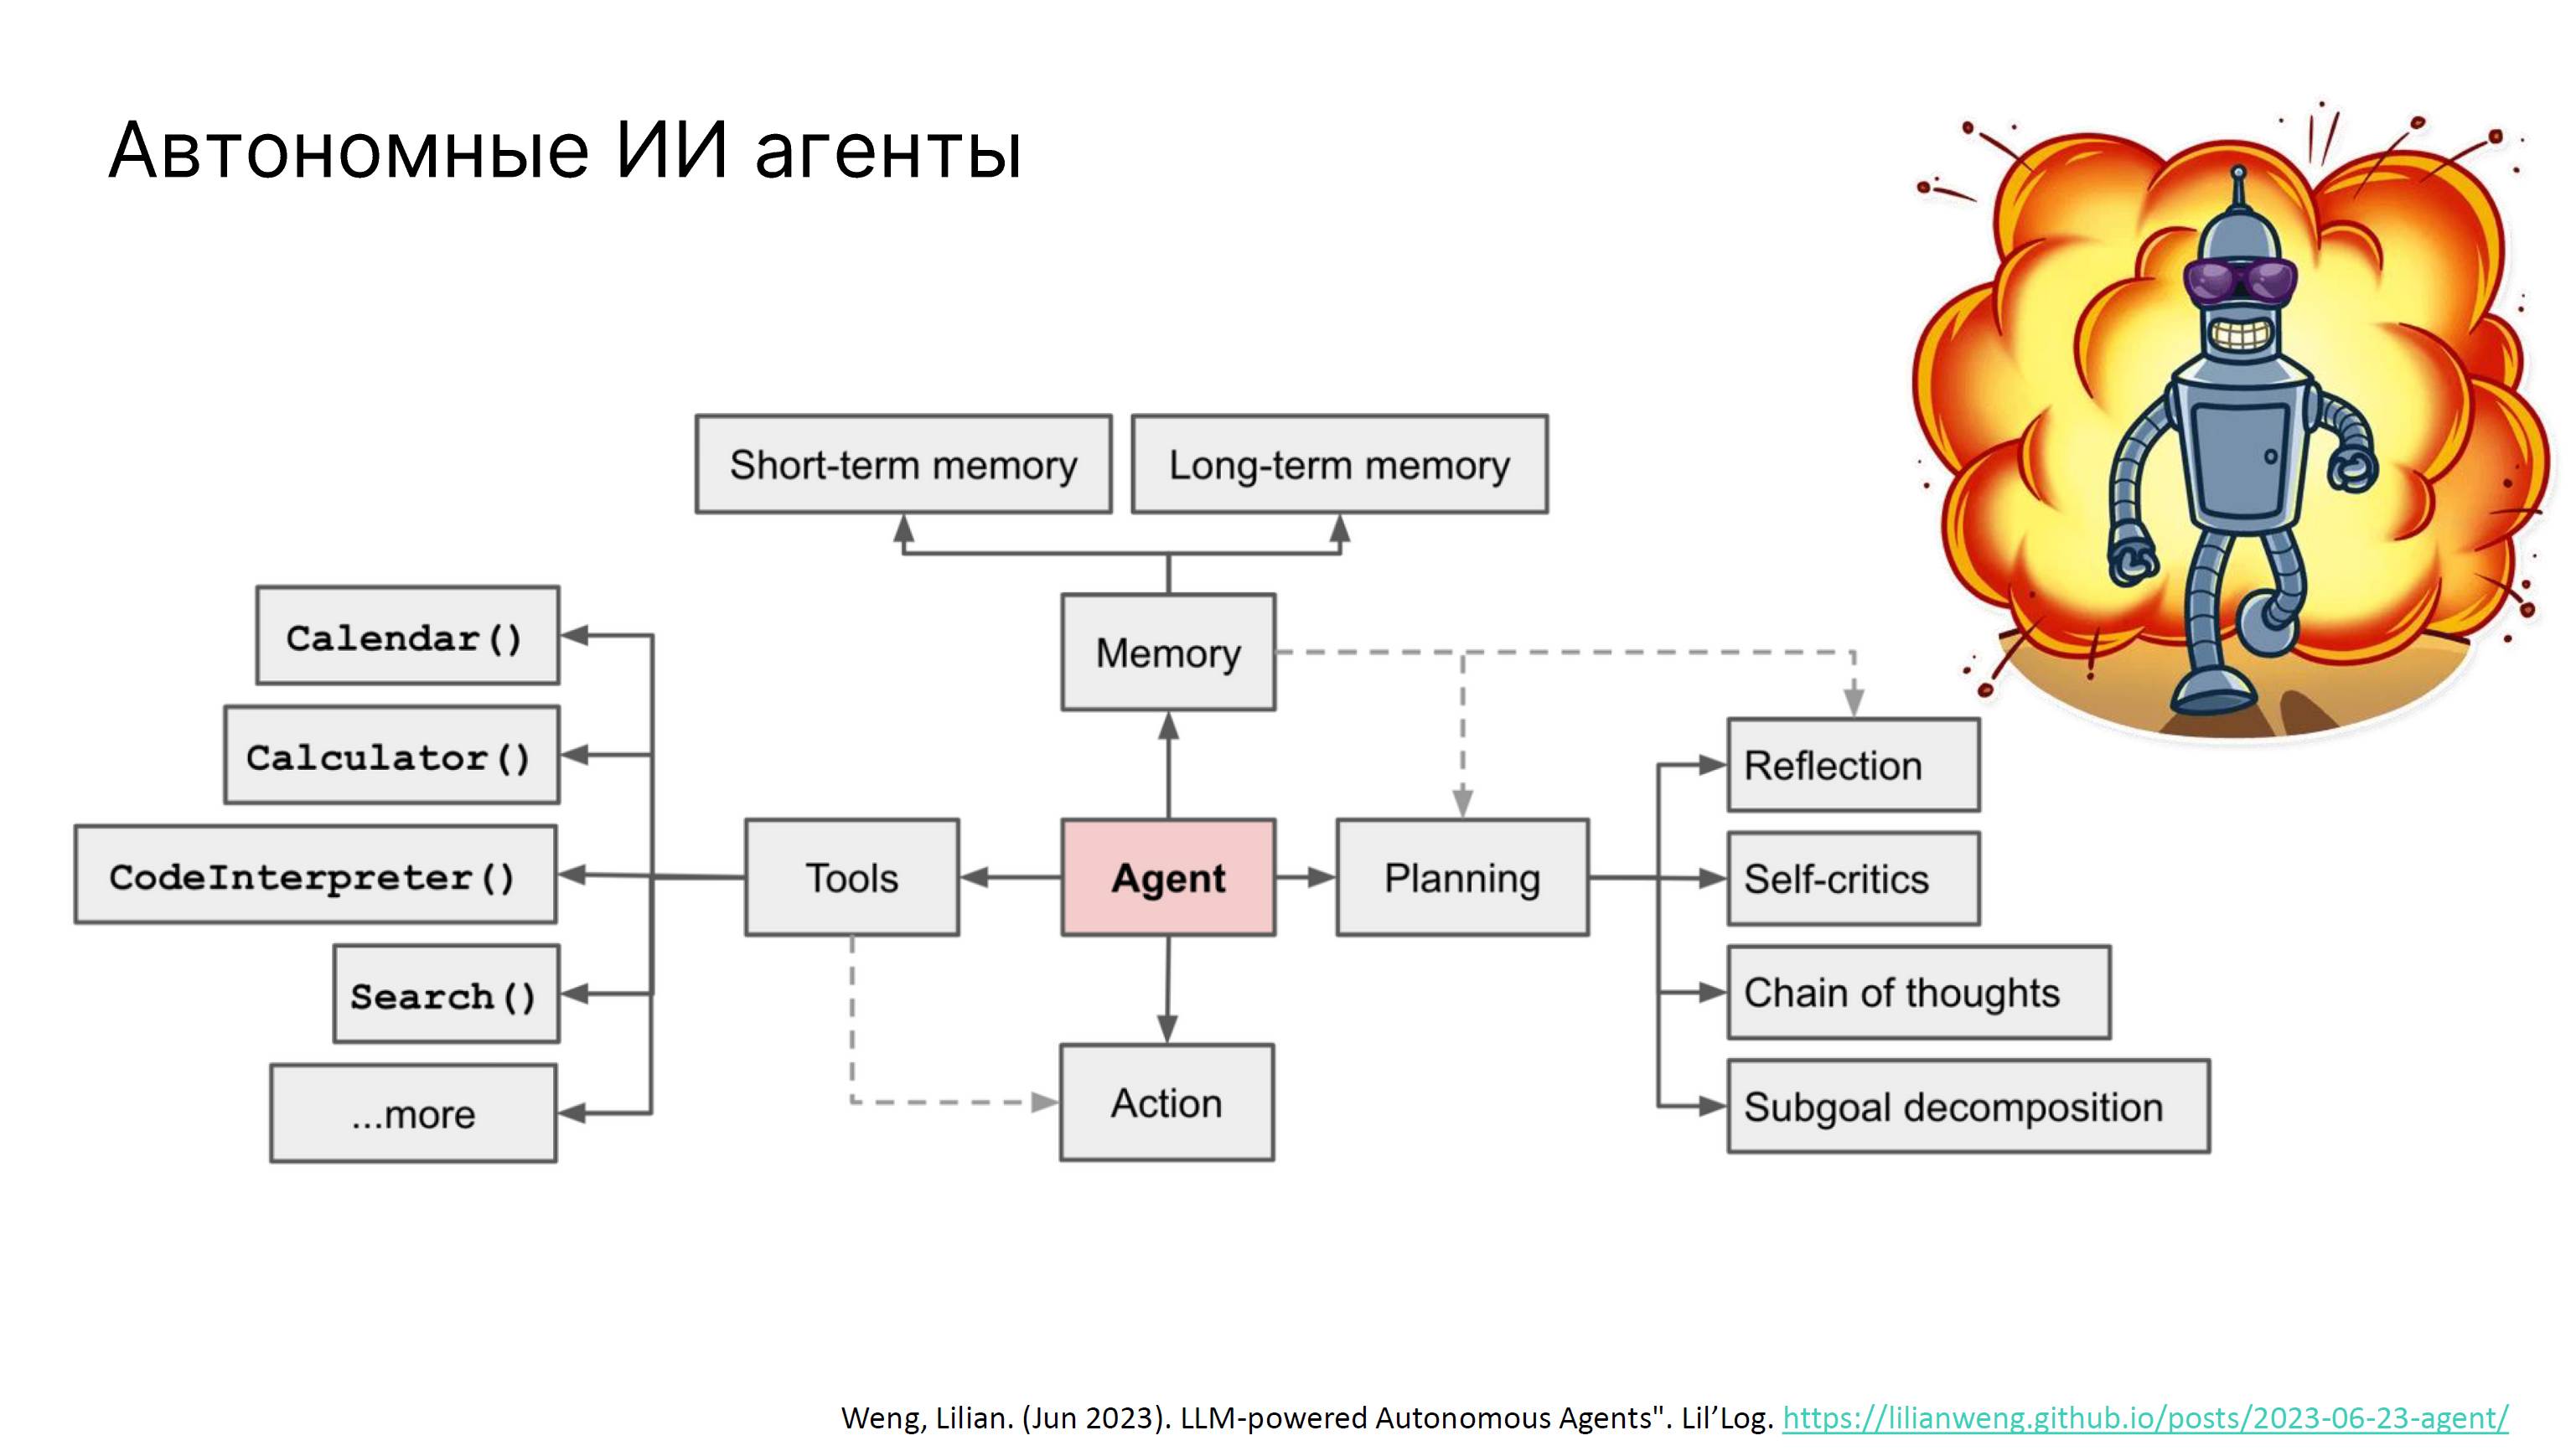 Автономные ИИ агенты
Short-term memory
Long-term memory
Calendar()
Memory
Calculator()
Reflection
CodeInterpreter()
Tools
Agent
Planning
Self-critics
Search()
Chain of thoughts
...more
Action
Subgoal decomposition
Weng, Lilian. (Jun 2023). LLM-powered Autonomous Agents". Lil’Log. https://lilianweng.github.io/posts/2023-06-23-agent/